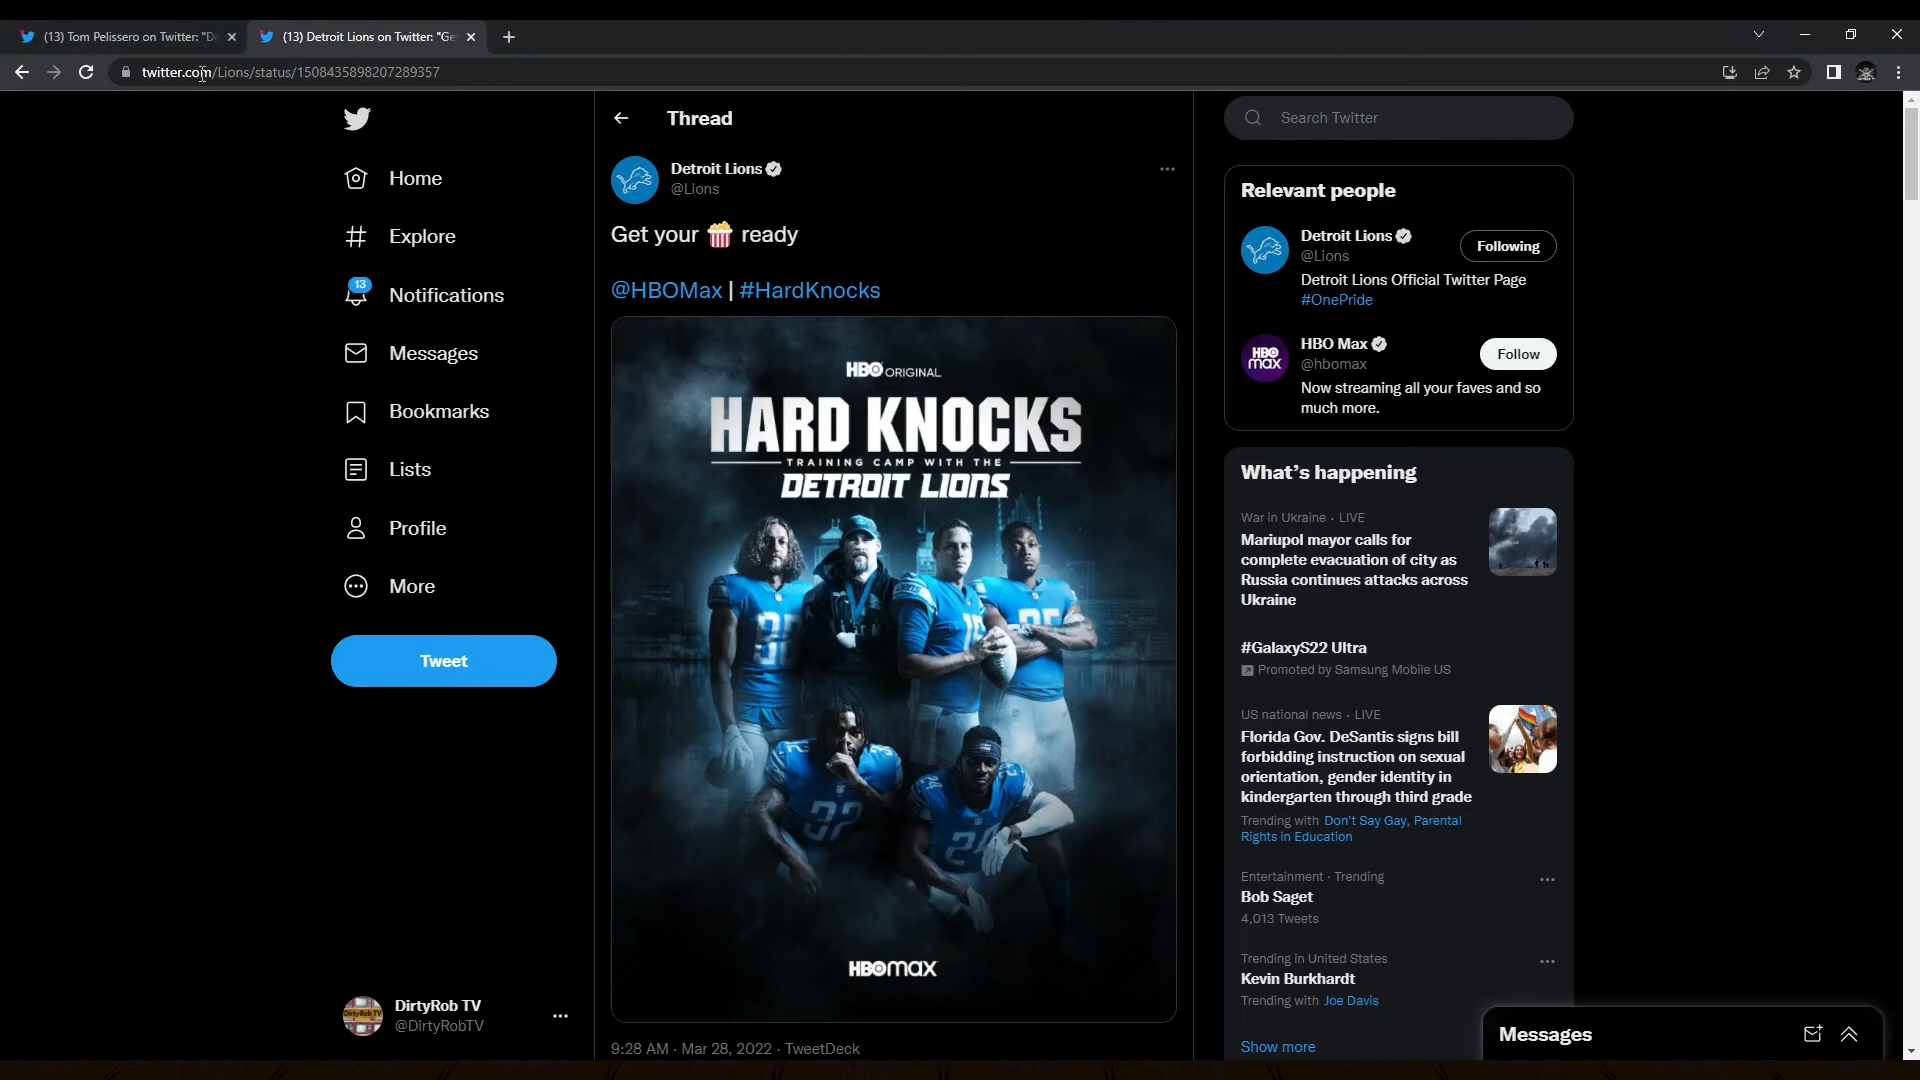 (13) Tom Pelissero on Twitter: "De
(13) Detroit Lions on Twitter: "Ge
twitter.com/Lions/status/1508435898207289357
Home
Explore
13
Notifications
Messages
Bookmarks
Lists
Profile
More
Tweet
DirtyRob TV
@DirtyRobTV
Thread
Detroit Lions
@Lions
Get your 🍿 ready
@HBOMax | #HardKnocks
HBO ORIGINAL
HARD KNOCKS
TRAINING CAMP WITH THE
DETROIT LIONS
32
24
HBOMAX
9:28 AM · Mar 28, 2022 · TweetDeck
Search Twitter
Relevant people
Detroit Lions
@Lions
Following
Detroit Lions Official Twitter Page
#OnePride
HBO MAX
HBO Max
@hbomax
Follow
Now streaming all your faves and so
much more.
What's happening
War in Ukraine · LIVE
Mariupol mayor calls for
complete evacuation of city as
Russia continues attacks across
Ukraine
#GalaxyS22 Ultra
Promoted by Samsung Mobile US
US national news · LIVE
Florida Gov. DeSantis signs bill
forbidding instruction on sexual
orientation, gender identity in
kindergarten through third grade
Trending with Don't Say Gay, Parental
Rights in Education
Entertainment · Trending
Bob Saget
4,013 Tweets
Trending in United States
Kevin Burkhardt
Trending with Joe Davis
Show more
Messages